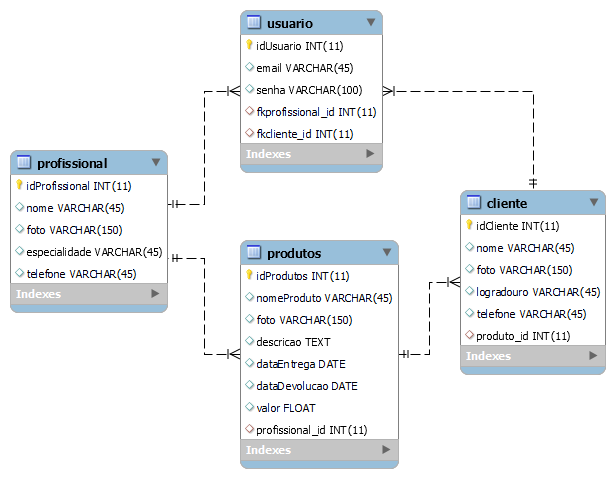 usuario
idUsuario INT(11)
email VARCHAR(45)
senha VARCHAR(100)
fkprofissional_id INT(11)
fkcliente_id INT(11)
Indexes
profissional
idProfissional INT(11)
nome VARCHAR(45)
foto VARCHAR(150)
especialidade VARCHAR(45)
telefone VARCHAR(45)
Indexes
produtos
idProdutos INT(11)
nomeProduto VARCHAR(45)
foto VARCHAR(150)
descricao TEXT
dataEntrega DATE
dataDevolucao DATE
valor FLOAT
profissional_id INT(11)
Indexes
cliente
idCliente INT(11)
nome VARCHAR(45)
foto VARCHAR(150)
logradouro VARCHAR(45)
telefone VARCHAR(45)
produto_id INT(11)
Indexes